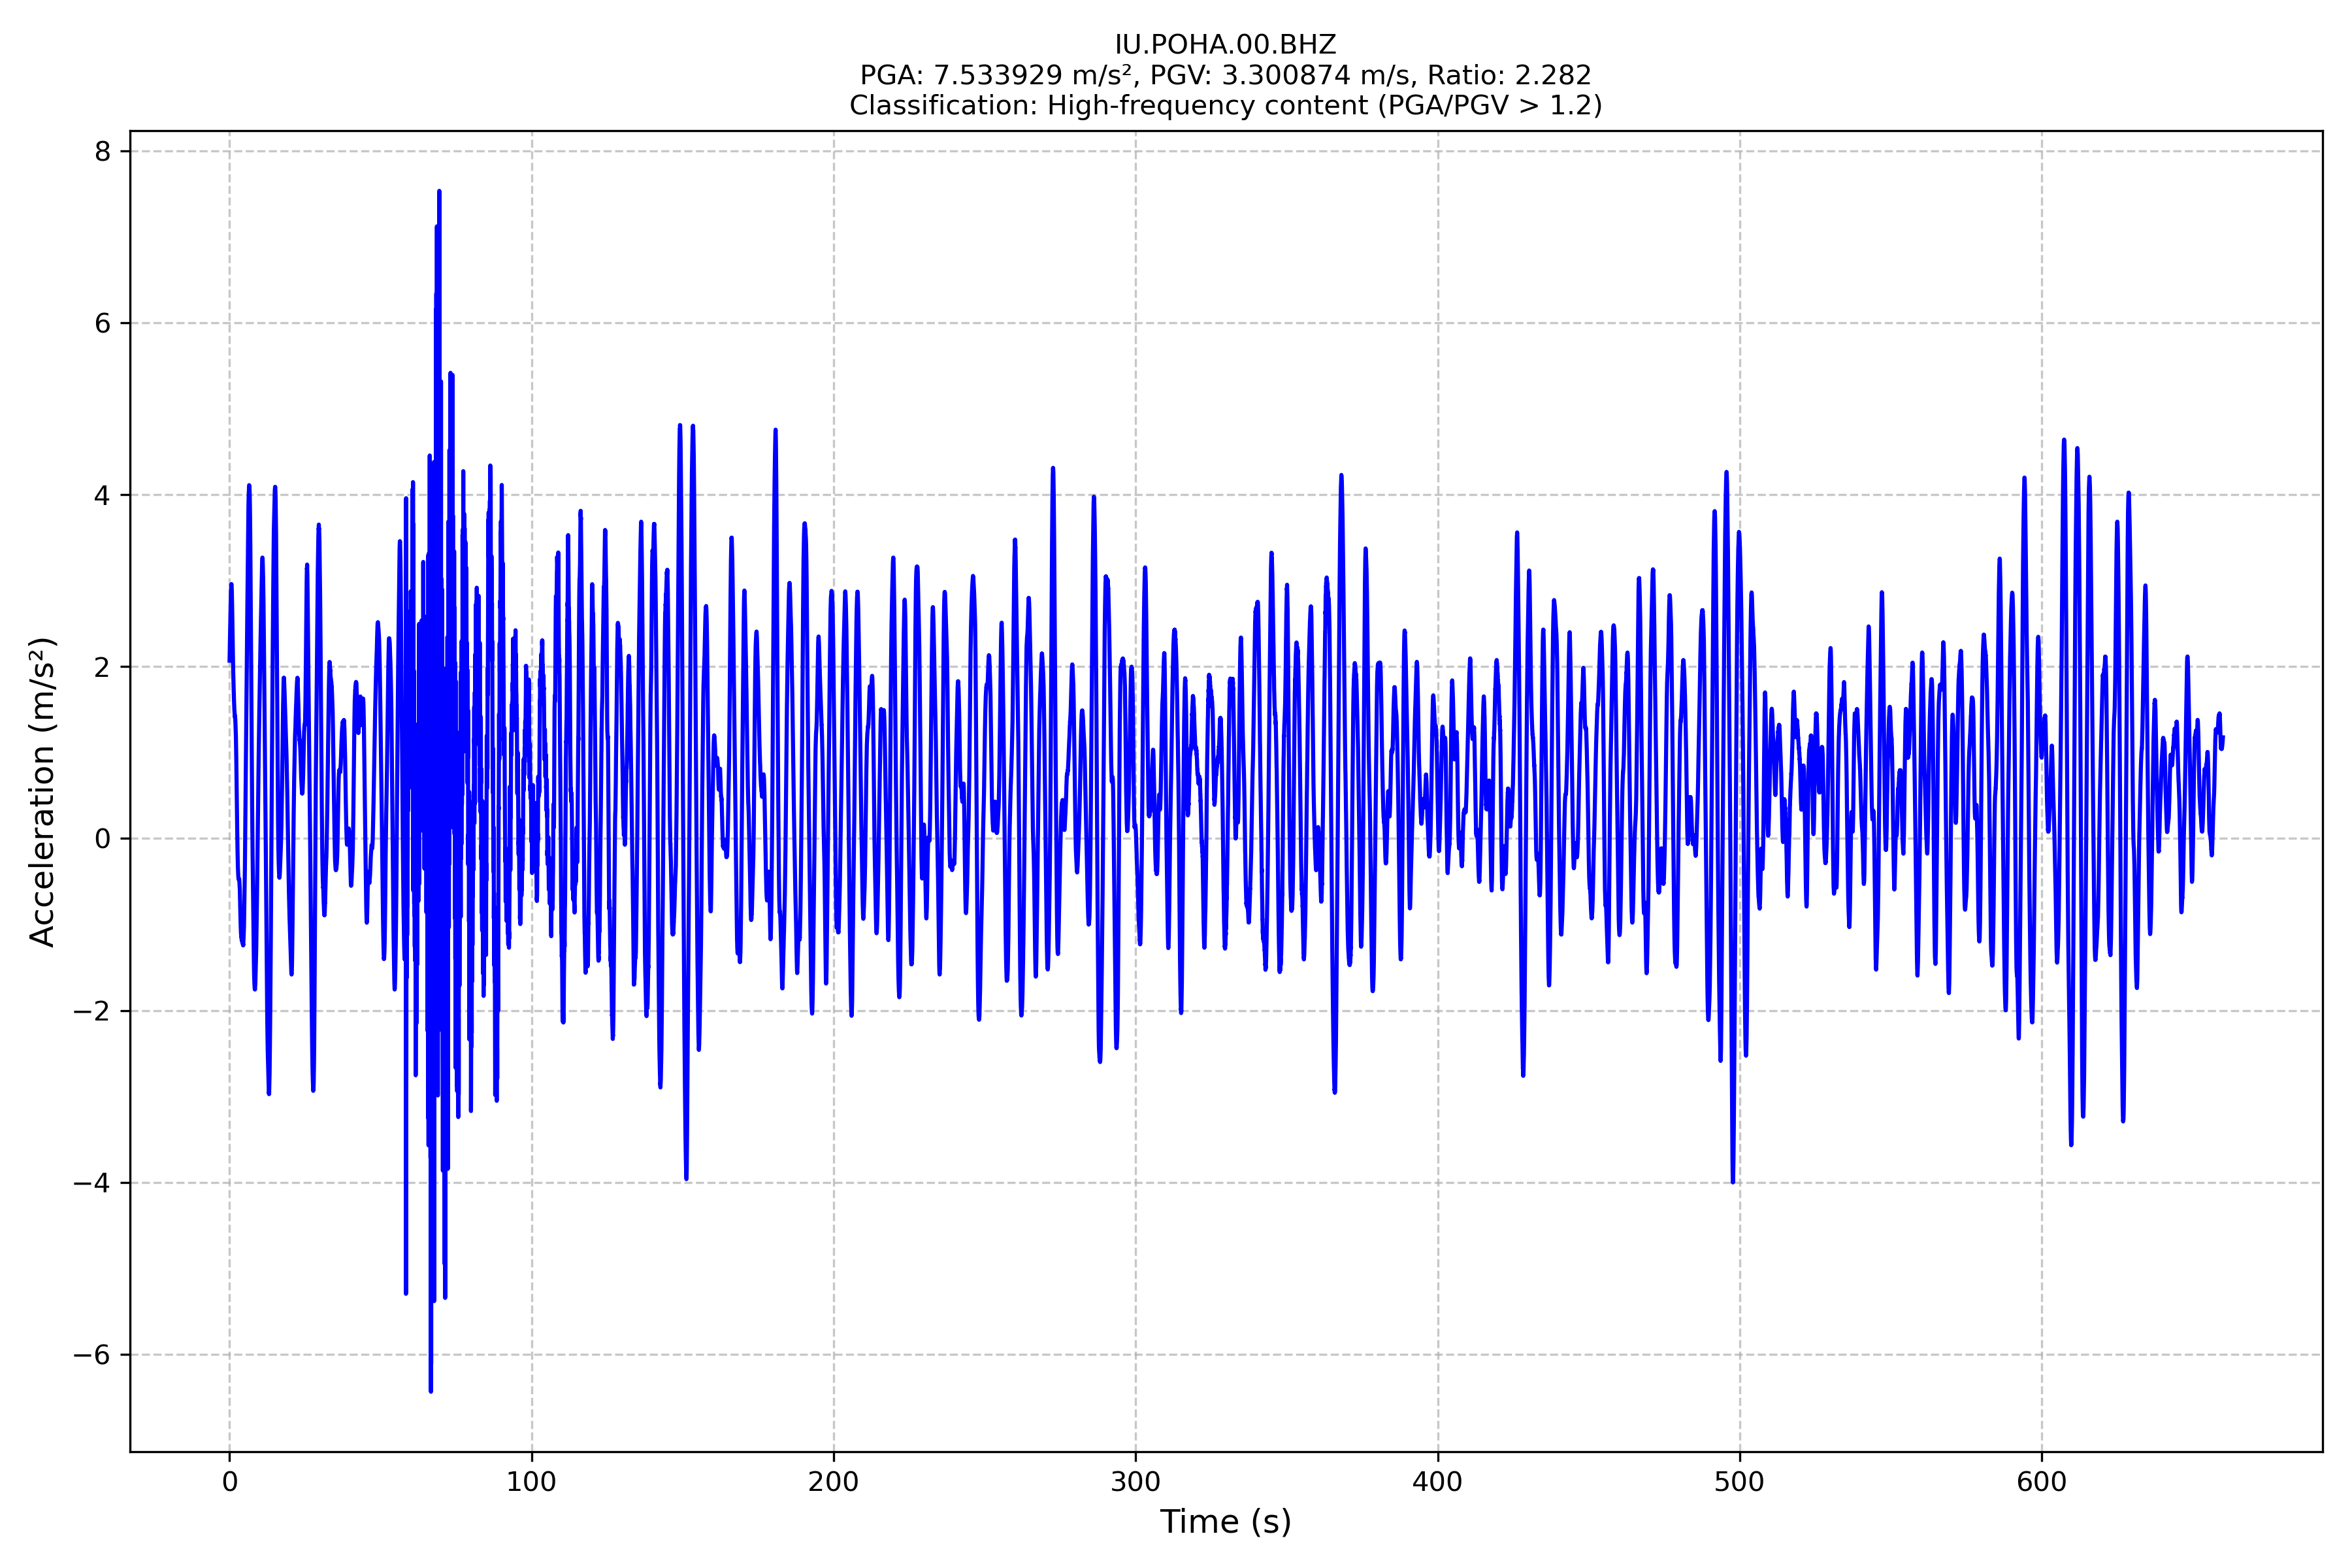 IU.POHA.00.BHZ
PGA: 7.533929 m/s², PGV: 3.300874 m/s, Ratio: 2.282
Classification: High-frequency content (PGA/PGV > 1.2)
8
6
4
2
0
−2
−4
−6
Acceleration (m/s²)
0 100 200 300 400 500 600
Time (s)